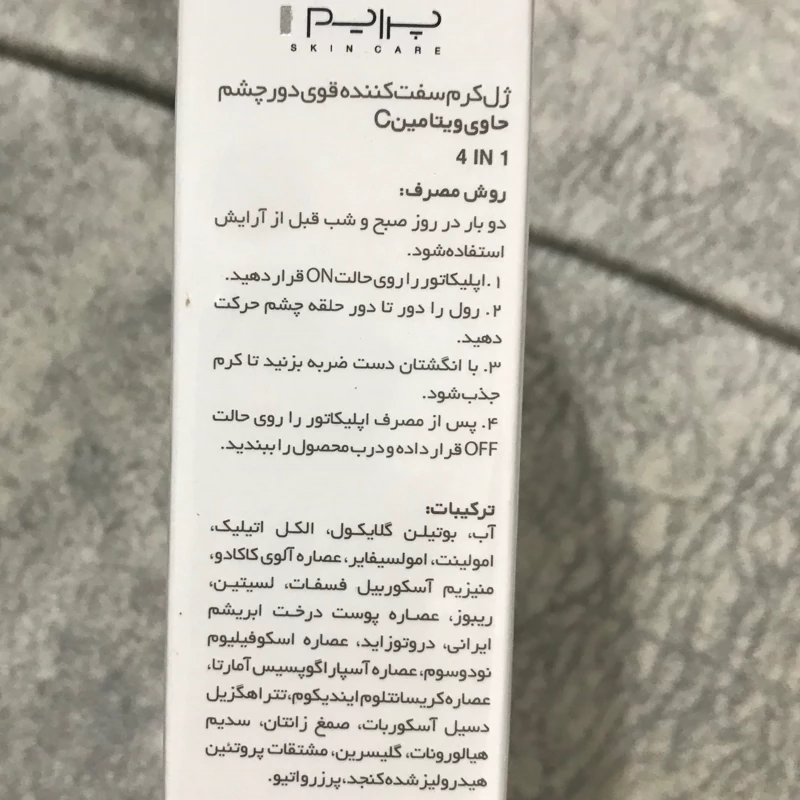 پرایم
SKIN CARE
ژل کرم سفت کننده قوی دور چشم
حاوی ویتامین C
4 IN 1
روش مصرف:
دو بار در روز صبح و شب قبل از آرایش
استفاده شود.
۱. اپلیکاتور را روی حالت ON قرار دهید.
۲. رول را دور تا دور حلقه چشم حرکت
دهید.
۳. با انگشتان دست ضربه بزنید تا کرم
جذب شود.
۴. پس از مصرف اپلیکاتور را روی حالت
OFF قرار داده و درب محصول را ببندید.
ترکیبات:
آب، بوتیلن گلایکول، الکل اتیلیک،
امولینت، امولسیفایر، عصاره آلوی کاکادو،
منیزیم آسکوربیل فسفات، لسیتین،
ریبوز، عصاره پوست درخت ابریشم
ایرانی، دروتوزاید، عصاره اسکوفیلیوم
نودوسوم، عصاره آسپاراگوپسیس آمارتا،
عصاره کریسانتلوم ایندیکوم، تترا هگزیل
دسیل آسکوربات، صمغ زانتان، سدیم
هیالورونات، گلیسرین، مشتقات پروتئین
هیدرولیز شده کنجد، پرزرواتیو.